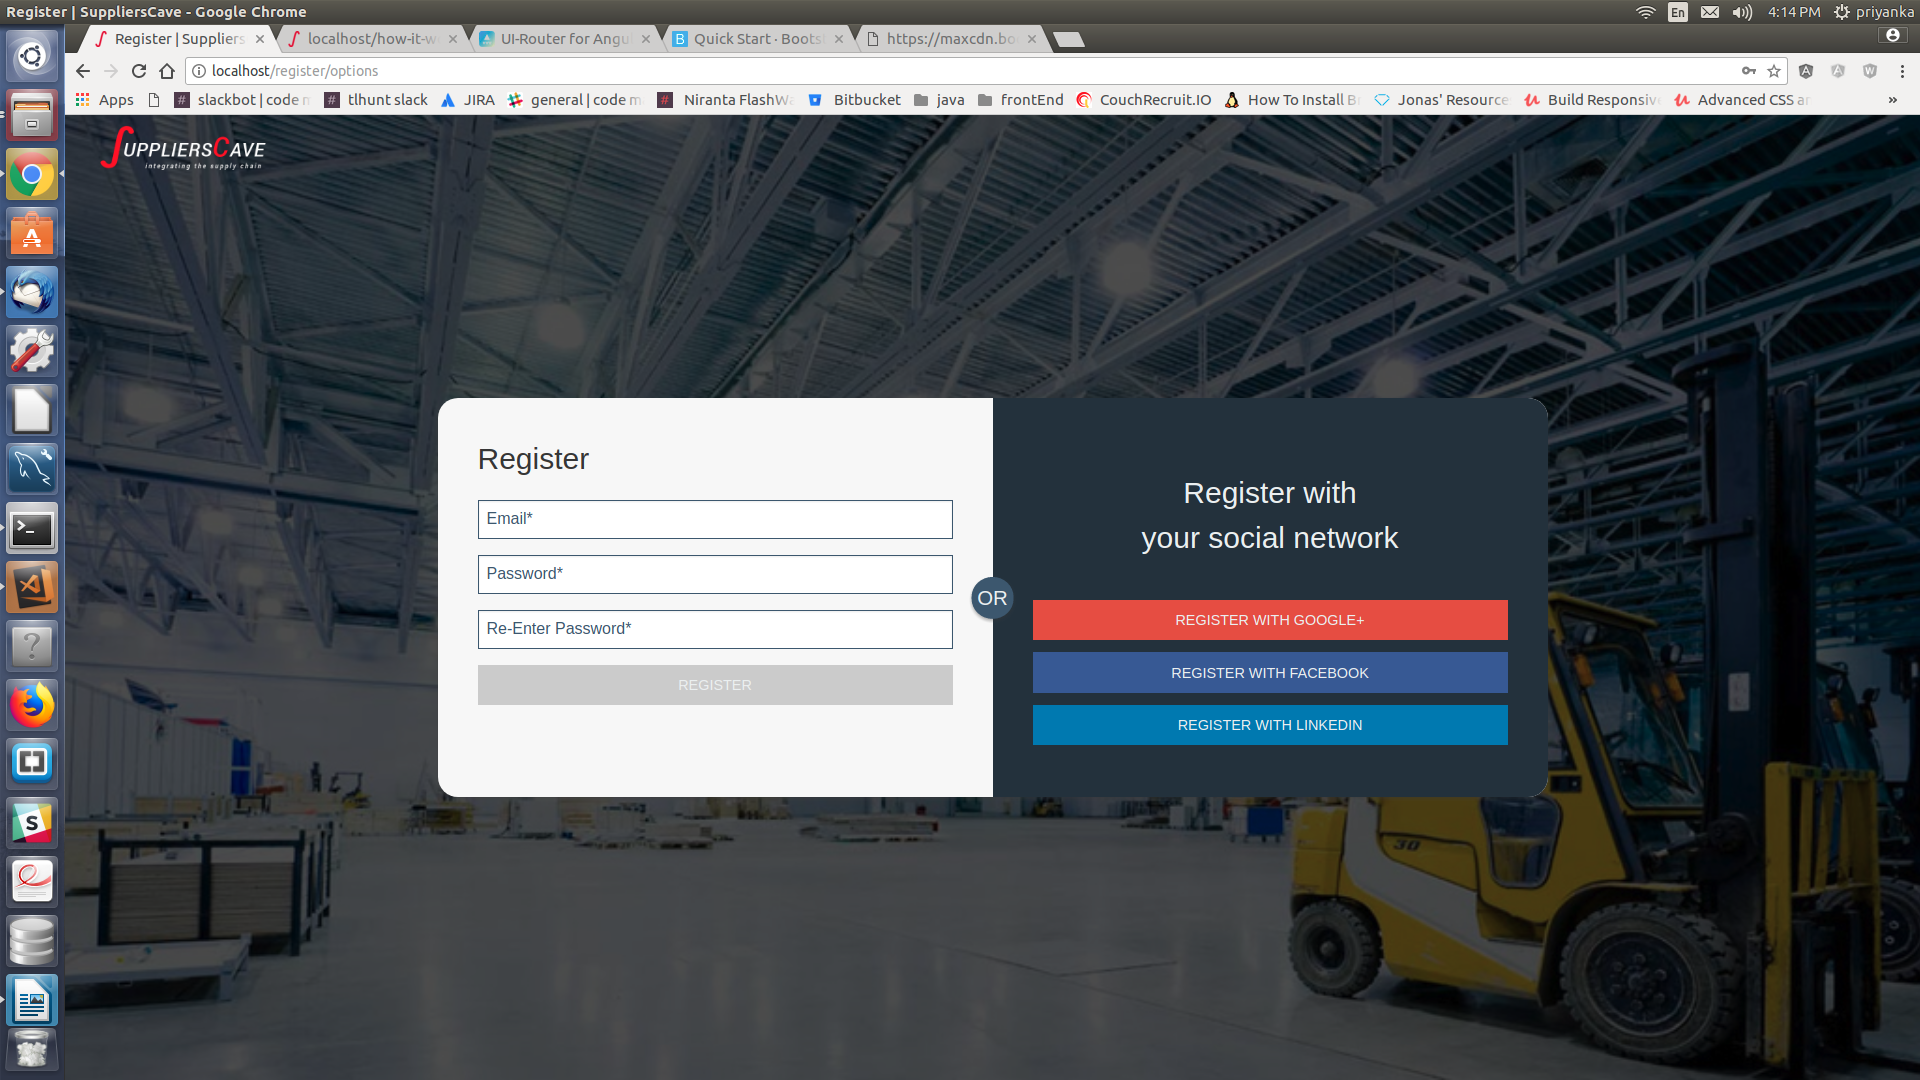 Register | SuppliersCave - Google Chrome
En
4:14 PM
priyanka
Register | Suppliers
localhost/how-it-w
UI-Router for Angu
Quick Start · Boots
https://maxcdn.bo
localhost/register/options
Apps
slackbot | code m
tlhunt slack
JIRA
general | code m
Niranta FlashWa
Bitbucket
java
frontEnd
CouchRecruit.IO
How To Install B
Jonas' Resource
Build Responsiv
Advanced CSS a
»
SUPPLIERSCAVE
integrating the supply chain
Register
Email*
Password*
Re-Enter Password*
REGISTER
OR
Register with
your social network
REGISTER WITH GOOGLE+
REGISTER WITH FACEBOOK
REGISTER WITH LINKEDIN
30